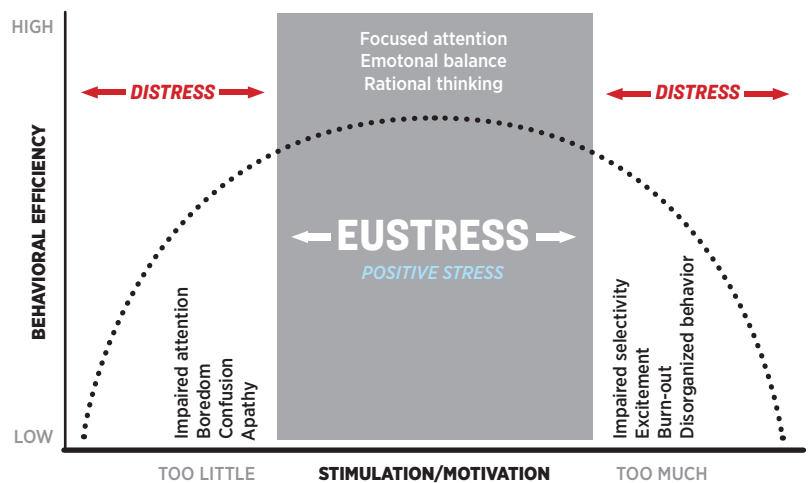 HIGH
Focused attention
Emotonal balance
Rational thinking
DISTRESS
DISTRESS
BEHAVIORAL EFFICIENCY
EUSTRESS
POSITIVE STRESS
Impaired attention
Boredom
Confusion
Apathy
Impaired selectivity
Excitement
Burn-out
Disorganized behavior
LOW
TOO LITTLE
STIMULATION/MOTIVATION
TOO MUCH